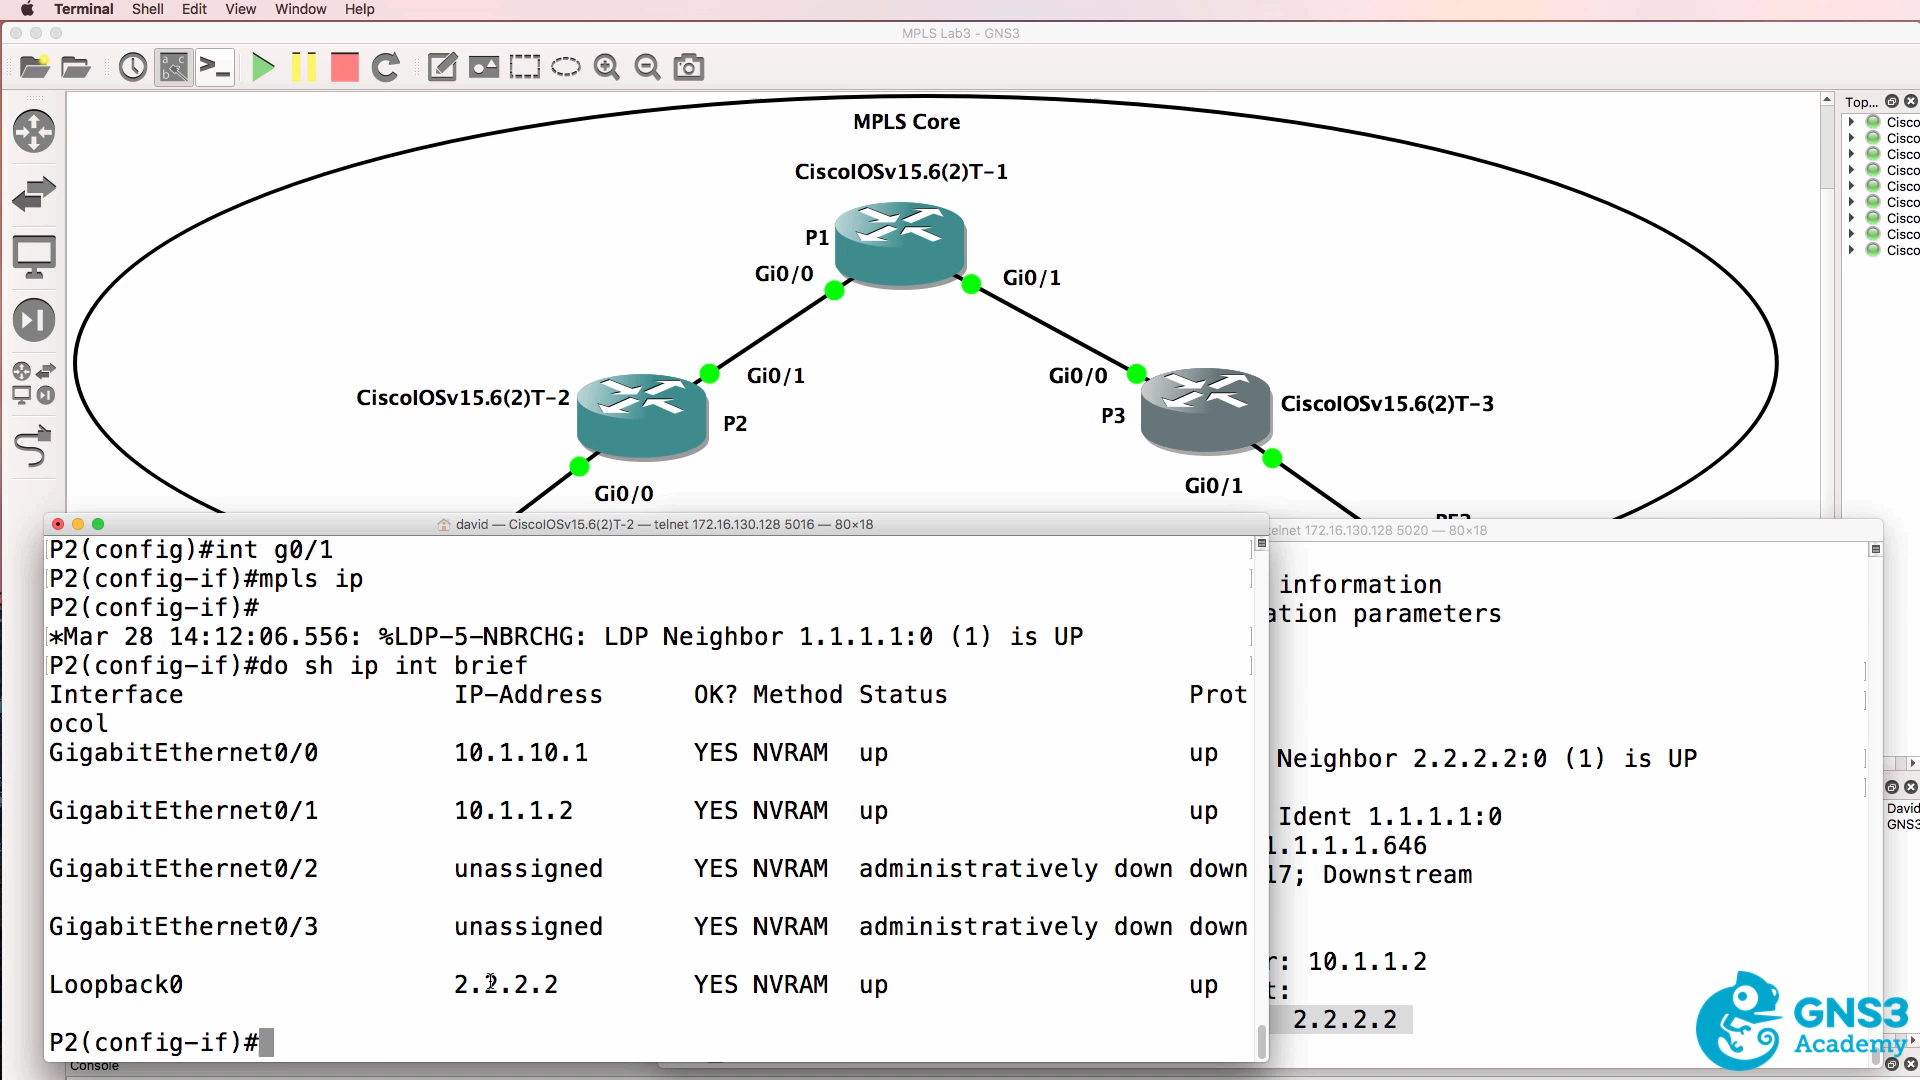 Terminal Shell Edit View Window Help
MPLS Lab3 - GNS3
Top...
MPLS Core
CiscoIOSv15.6(2)T-1
P1
Gi0/0
Gi0/1
Gi0/1
Gi0/0
CiscoIOSv15.6(2)T-2
P2
Gi0/0
P3
CiscoIOSv15.6(2)T-3
Gi0/1
Cisco
Cisco
Cisco
Cisco
Cisco
Cisco
Cisco
Cisco
Cisco
david — CiscoIOSv15.6(2)T-2 — telnet 172.16.130.128 5016 — 80×18
P2(config)#int g0/1
P2(config-if)#mpls ip
P2(config-if)#
*Mar 28 14:12:06.556: %LDP-5-NBRCHG: LDP Neighbor 1.1.1.1:0 (1) is UP
P2(config-if)#do sh ip int brief
Interface IP-Address OK? Method Status Prot
ocol
GigabitEthernet0/0 10.1.10.1 YES NVRAM up up
GigabitEthernet0/1 10.1.1.2 YES NVRAM up up
GigabitEthernet0/2 unassigned YES NVRAM administratively down down
GigabitEthernet0/3 unassigned YES NVRAM administratively down down
Loopback0 2.2.2.2 YES NVRAM up up
P2(config-if)#
telnet 172.16.130.128 5020 — 80×18
information
ation parameters
Neighbor 2.2.2.2:0 (1) is UP
Ident 1.1.1.1:0
1.1.1.1.646
17; Downstream
r: 10.1.1.2
t:
2.2.2.2
David
GNS3
Console
GNS3
Academy